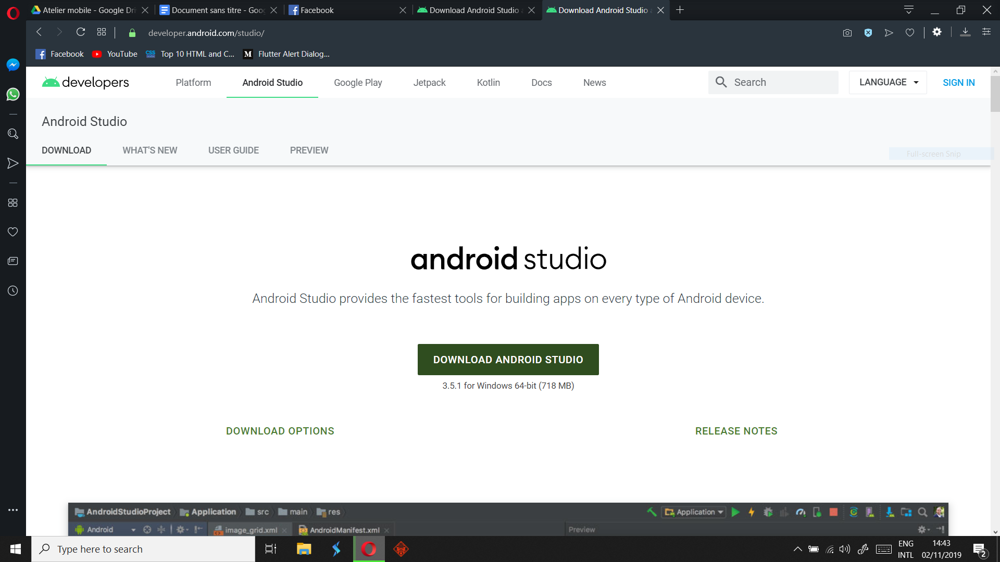 Atelier mobile - Google Dri
Document sans titre - Goo
Facebook
Download Android Studio a
Download Android Studio a
developer.android.com/studio/
Facebook
YouTube
Top 10 HTML and C...
M Flutter Alert Dialog...
developers
Platform
Android Studio
Google Play
Jetpack
Kotlin
Docs
News
Search
LANGUAGE
SIGN IN
Android Studio
DOWNLOAD
WHAT'S NEW
USER GUIDE
PREVIEW
Full-screen Snip
android studio
Android Studio provides the fastest tools for building apps on every type of Android device.
DOWNLOAD ANDROID STUDIO
3.5.1 for Windows 64-bit (718 MB)
DOWNLOAD OPTIONS
RELEASE NOTES
AndroidStudioProject
Application
src
main
res
Application
Android
image_grid.xml
AndroidManifest.xml
Preview
Type here to search
ENG
INTL
14:43
02/11/2019
2